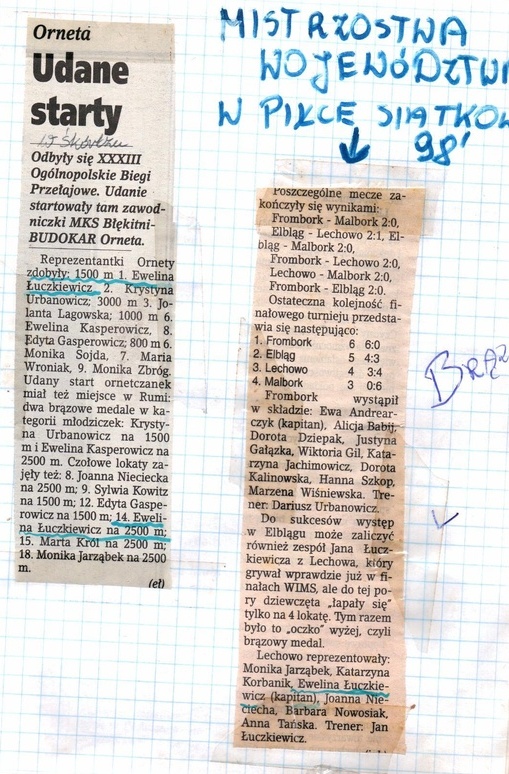 Orneta
Udane
starty
Odbyły się XXXIII
Ogólnopolskie Biegi
Przełajowe. Udanie
startowały tam zawod-
niczki MKS Błękitni-
BUDOKAR Orneta.
Reprezentantki Ornety
zdobyły: 1500 m 1. Ewelina
Łuczkiewicz 2. Krystyna
Urbanowicz; 3000 m 3. Jo-
lanta Lagowska; 1000 m 6.
Ewelina Kasperowicz, 8.
Edyta Gasperowicz; 800 m 6.
Monika Sojda, 7. Maria
Wroniak, 9. Monika Zbróg.
Udany start ornetczanek
miał też miejsce w Rumi:
dwa brązowe medale w ka-
tegorii młodziczek: Krysty-
na Urbanowicz na 1500
m i Ewelina Kasperowicz na
2500 m. Czołowe lokaty za-
jęły też: 8. Joanna Nieciecka
na 2500 m; 9. Sylwia Kowitz
na 1500 m; 12. Edyta Gaspe-
rowicz na 1500 m; 14. Eweli-
na Łuczkiewicz na 2500 m;
15. Marta Król na 2500 m;
18. Monika Jarząbek na 2500
m.
(eł)
MISTRZOSTWA
WOJEWÓDZTW
W PIŁCE SIATKOW
98'
Poszczególne mecze za-
kończyły się wynikami:
Frombork - Malbork 2:0,
Elbląg - Lechowo 2:1, El-
bląg - Malbork 2:0,
Frombork - Lechowo 2:0,
Lechowo - Malbork 2:0,
Frombork - Elbląg 2:0.
Ostateczna kolejność fi-
nałowego turnieju przedsta-
wia się następująco:
1. Frombork 6 6:0
2. Elbląg 5 4:3
3. Lechowo 4 3:4
4. Malbork 3 0:6
Frombork wystąpił
w składzie: Ewa Andrear-
czyk (kapitan), Alicja Babij,
Dorota Dziepak, Justyna
Gałązka, Wiktoria Gil, Kata-
rzyna Jachimowicz, Dorota
Kalinowska, Hanna Szkop,
Marzena Wiśniewska. Tre-
ner: Dariusz Urbanowicz.
Do sukcesów występ
w Elblągu może zaliczyć
również zespół Jana Łucz-
kiewicza z Lechowa, który
grywał wprawdzie już w fi-
nałach WIMS, ale do tej po-
ry dziewczęta „łapały się"
tylko na 4 lokatę. Tym razem
było to „oczko" wyżej, czyli
brązowy medal.
Lechowo reprezentowały:
Monika Jarząbek, Katarzyna
Korbanik, Ewelina Łuczkie-
wicz (kapitan), Joanna Nie-
ciecha, Barbara Nowosiak,
Anna Tańska. Trener: Jan
Łuczkiewicz.
BRĄZ